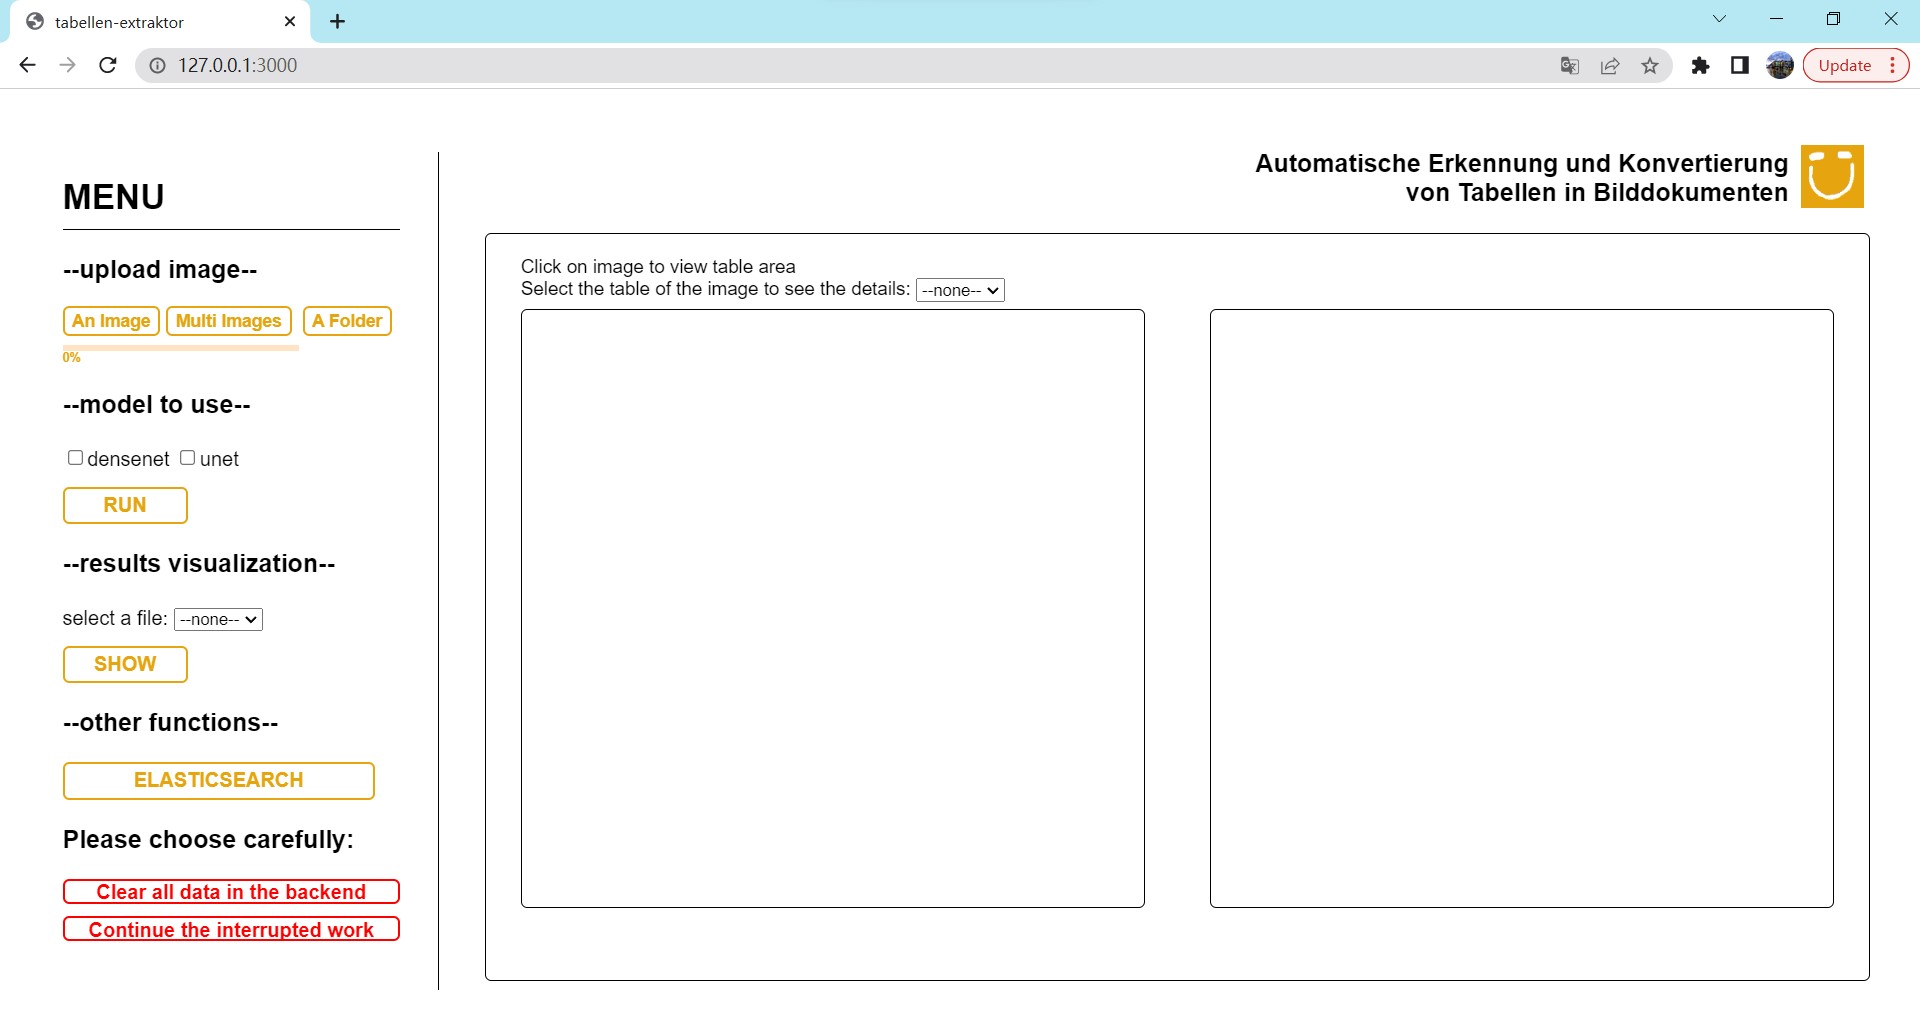 tabellen-extraktor
127.0.0.1:3000
Update
MENU
--upload image--
An Image Multi Images A Folder
0%
--model to use--
densenet unet
RUN
--results visualization--
select a file: --none--
SHOW
--other functions--
ELASTICSEARCH
Please choose carefully:
Clear all data in the backend
Continue the interrupted work
Automatische Erkennung und Konvertierung
von Tabellen in Bilddokumenten
Click on image to view table area
Select the table of the image to see the details: --none--